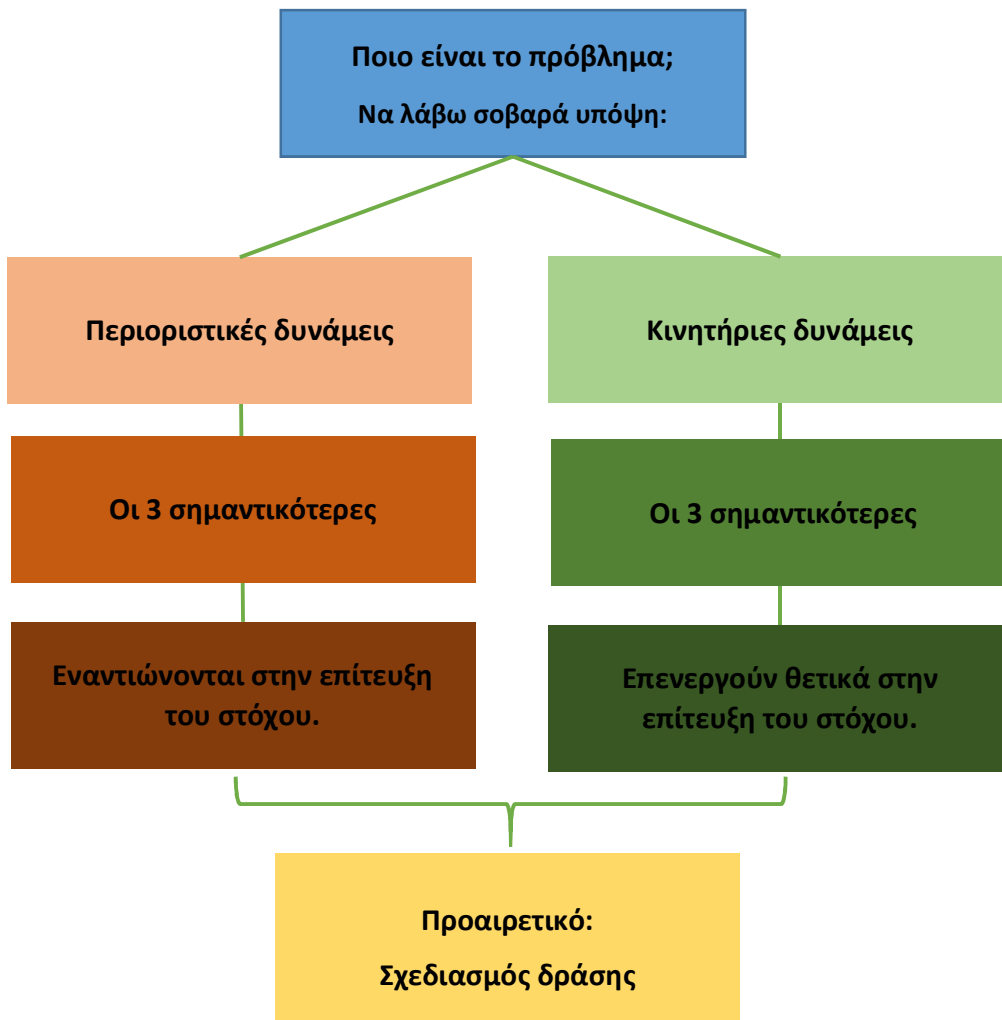 Ποιο είναι το πρόβλημα;
Να λάβω σοβαρά υπόψη:
Περιοριστικές δυνάμεις
Κινητήριες δυνάμεις
Οι 3 σημαντικότερες
Οι 3 σημαντικότερες
Εναντιώνονται στην επίτευξη
του στόχου.
Επενεργούν θετικά στην
επίτευξη του στόχου.
Προαιρετικό:
Σχεδιασμός δράσης